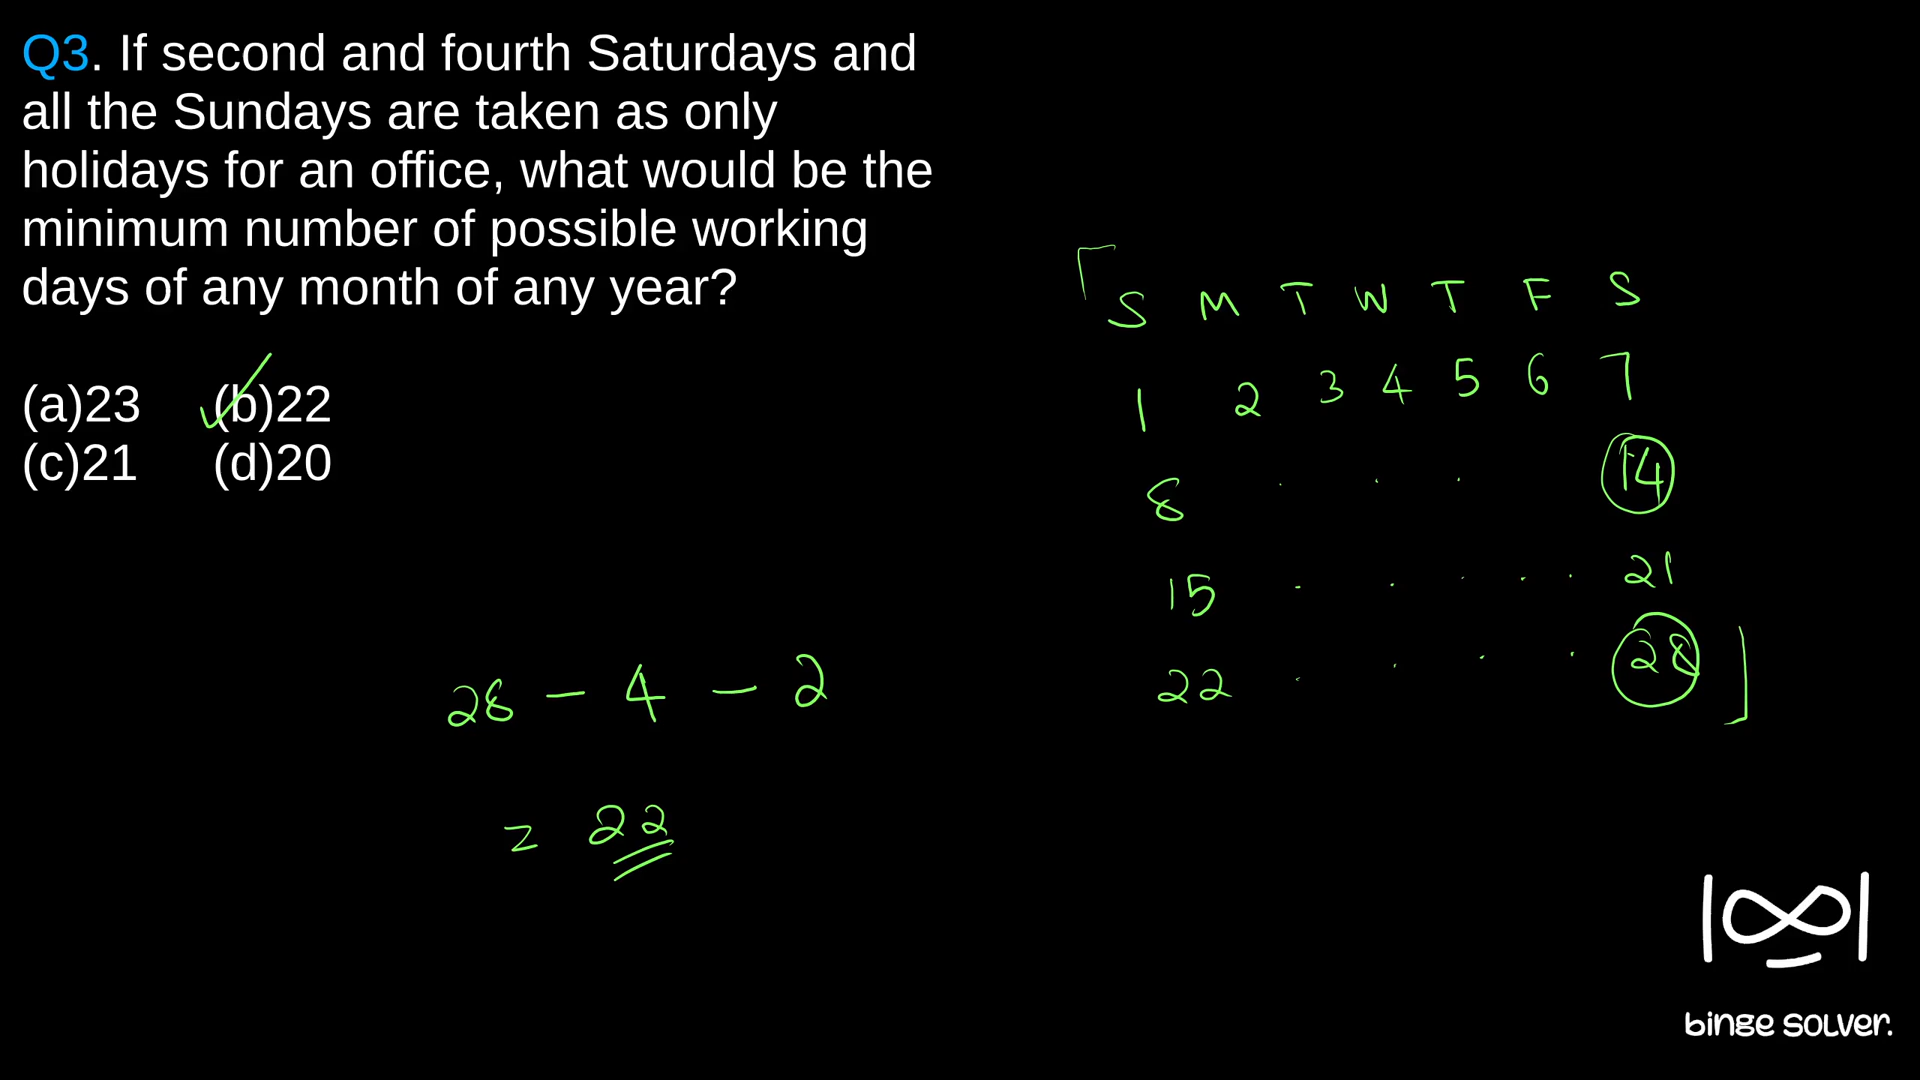 Q3. If second and fourth Saturdays and
all the Sundays are taken as only
holidays for an office, what would be the
minimum number of possible working
days of any month of any year?
(a)23 (b)22
(c)21 (d)20
S M T W T F S
1 2 3 4 5 6 7
8 . . . 14
15 . . . . . 21
22 . . . . 28
28 - 4 - 2
= 22
binge SOLVER.